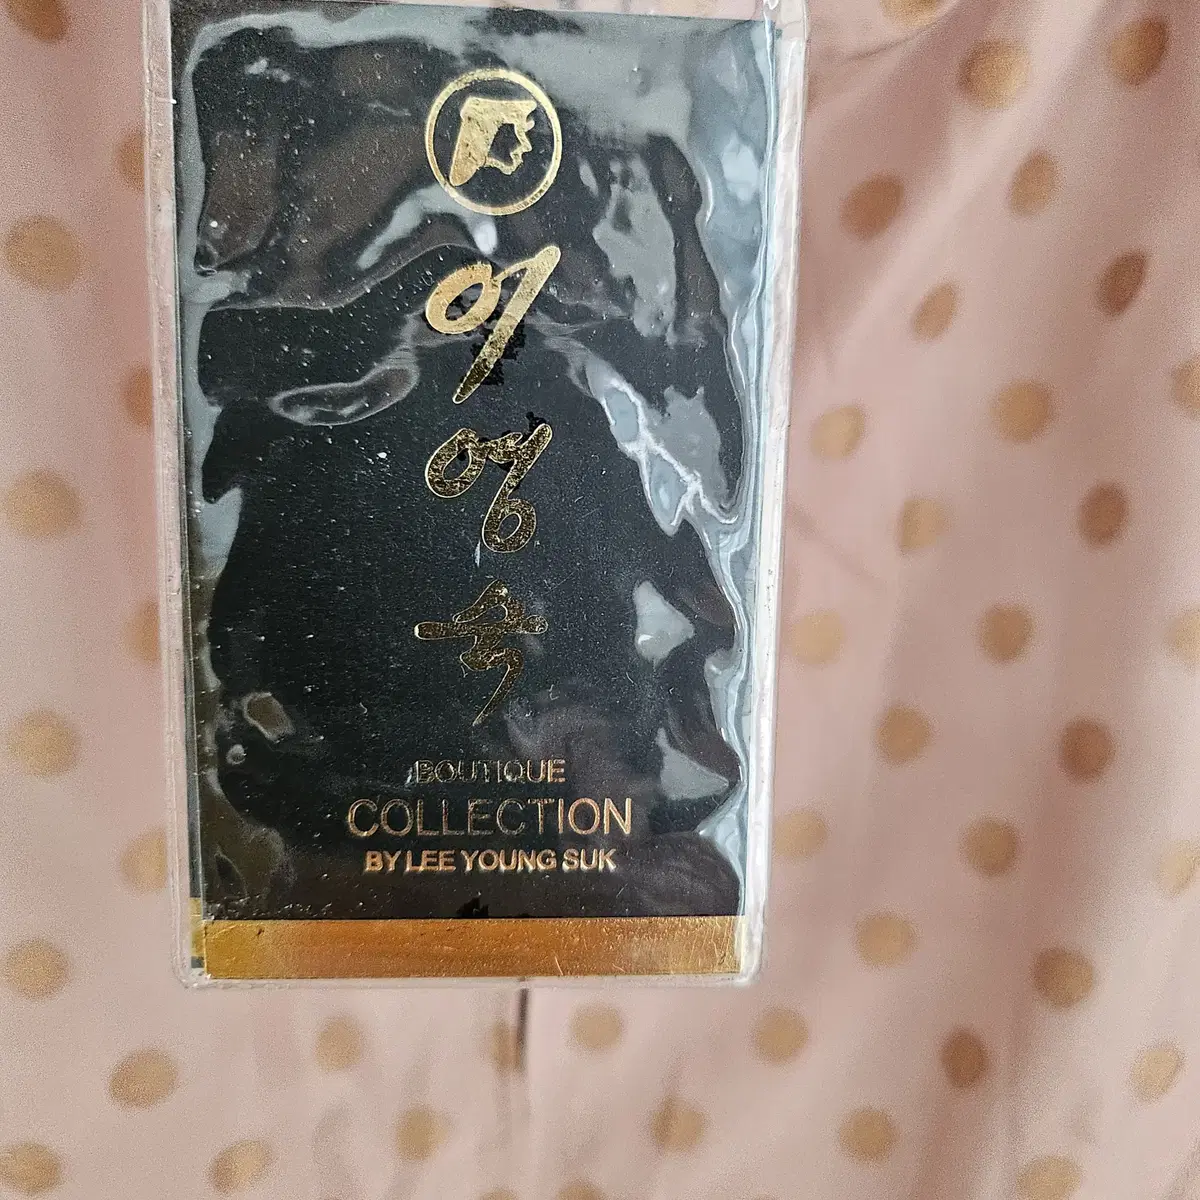 이영숙
BOUTIQUE
COLLECTION
BY LEE YOUNG SUK